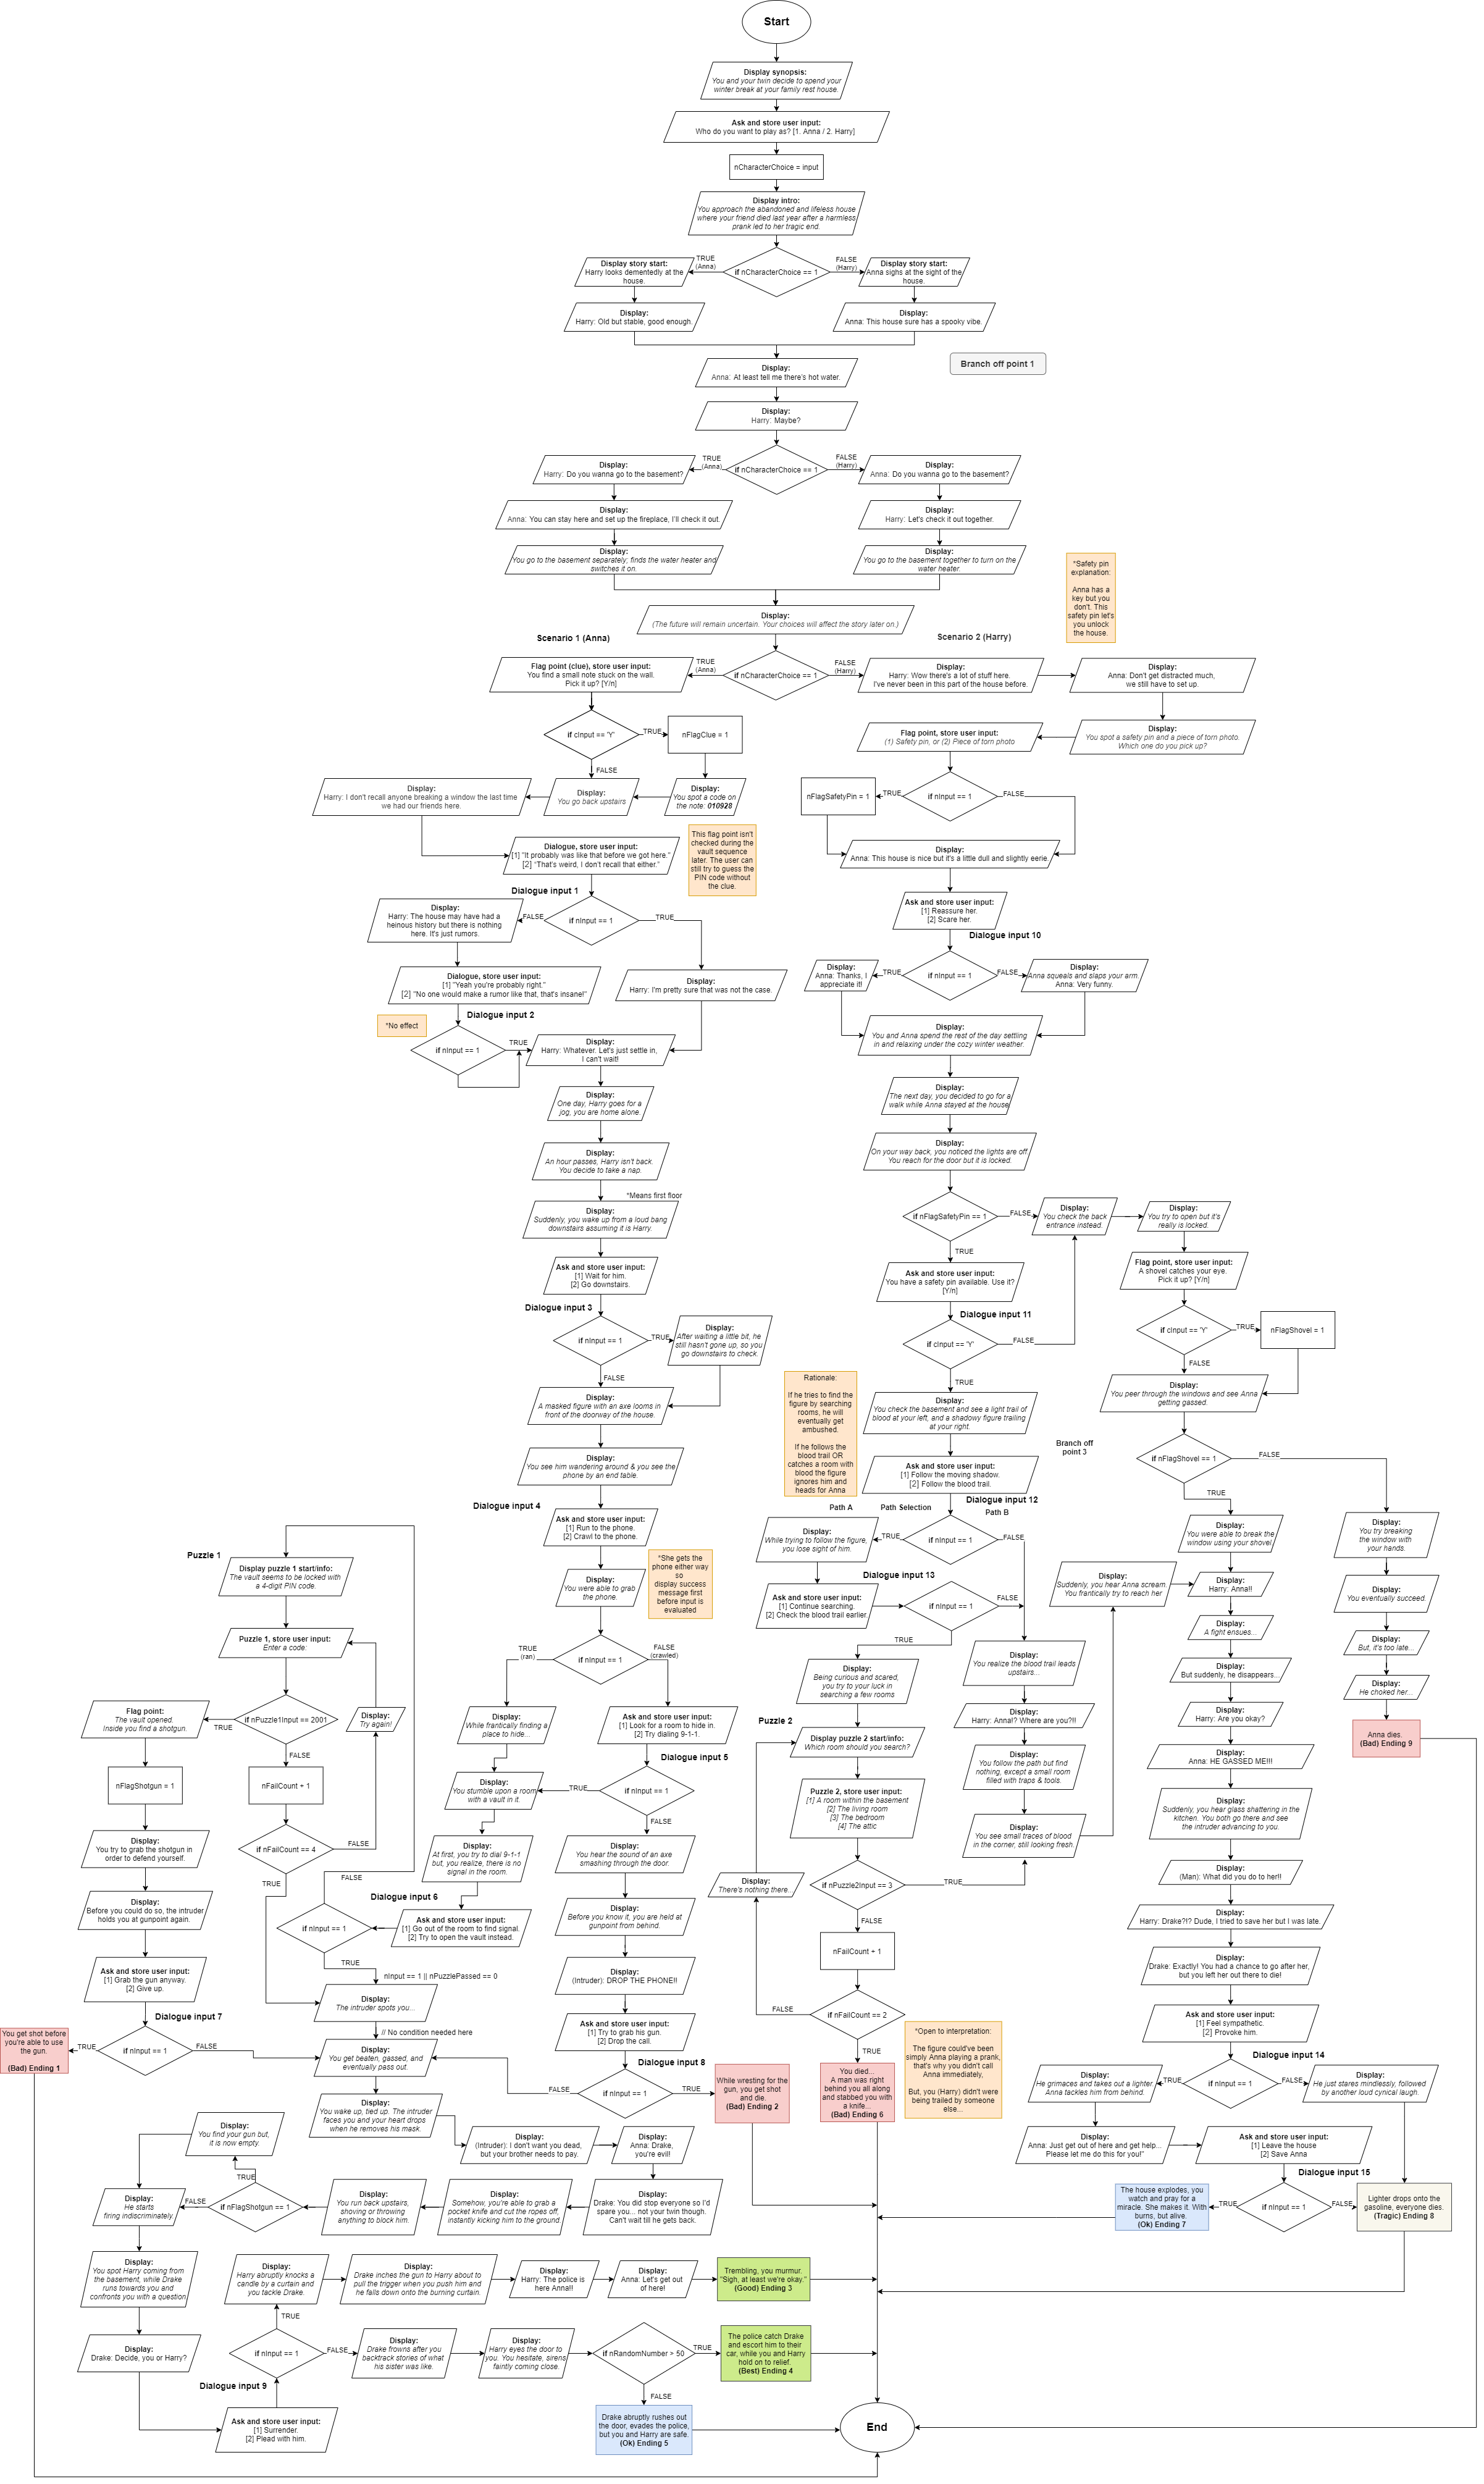 Start
Display synopsis:
You and your twin decide to spend your
winter break at your family rest house.
Ask and store user input:
Who do you want to play as? [1. Anna / 2. Harry]
nCharacterChoice = input
Display intro:
You approach the abandoned and lifeless house
where your friend died last year after a harmless
prank led to her tragic end.
if nCharacterChoice == 1
TRUE
(Anna)
FALSE
(Harry)
Display story start:
Harry looks dementedly at the
house.
Display story start:
Anna sighs at the sight of the
house.
Display:
Harry: Old but stable, good enough.
Display:
Anna: This house sure has a spooky vibe.
Branch off point 1
Display:
Anna: At least tell me there's hot water.
Display:
Harry: Maybe?
if nCharacterChoice == 1
TRUE
(Anna)
FALSE
(Harry)
Display:
Harry: Do you wanna go to the basement?
Display:
Anna: Do you wanna go to the basement?
Display:
Anna: You can stay here and set up the fireplace, I'll check it out.
Display:
Harry: Let's check it out together.
Display:
You go to the basement separately; finds the water heater and
switches it on.
Display:
You go to the basement together to turn on the
water heater.
*Safety pin
explanation:
Anna has a
key but you
don't. This
safety pin let's
you unlock
the house.
Display:
(The future will remain uncertain. Your choices will affect the story later on.)
Scenario 1 (Anna)
Scenario 2 (Harry)
if nCharacterChoice == 1
TRUE
(Anna)
FALSE
(Harry)
Flag point (clue), store user input:
You find a small note stuck on the wall.
Pick it up? [Y/n]
Display:
Harry: Wow there's a lot of stuff here.
I've never been in this part of the house before.
Display:
Anna: Don't get distracted much,
we still have to set up.
if cInput == 'Y'
TRUE
nFlagClue = 1
FALSE
Display:
You spot a code on
the note: 010928
Display:
You go back upstairs
Display:
Harry: I don't recall anyone breaking a window the last time
we had our friends here.
Display:
You spot a safety pin and a piece of torn photo.
Which one do you pick up?
Flag point, store user input:
(1) Safety pin, or (2) Piece of torn photo
if nInput == 1
TRUE
FALSE
nFlagSafetyPin = 1
This flag point isn't
checked during the
vault sequence
later. The user can
still try to guess the
PIN code without
the clue.
Dialogue, store user input:
[1] "It probably was like that before we got here."
[2] "That's weird, I don't recall that either."
Dialogue input 1
if nInput == 1
FALSE
TRUE
Display:
Harry: The house may have had a
heinous history but there is nothing
here. It's just rumors.
Dialogue, store user input:
[1] "Yeah you're probably right."
[2] "No one would make a rumor like that, that's insane!"
Dialogue input 2
*No effect
if nInput == 1
TRUE
Display:
Harry: I'm pretty sure that was not the case.
Display:
Harry: Whatever. Let's just settle in,
I can't wait!
Display:
One day, Harry goes for a
jog, you are home alone.
Display:
An hour passes, Harry isn't back.
You decide to take a nap.
*Means first floor
Display:
Suddenly, you wake up from a loud bang
downstairs assuming it is Harry.
Ask and store user input:
[1] Wait for him.
[2] Go downstairs.
Dialogue input 3
if nInput == 1
TRUE
FALSE
Display:
After waiting a little bit, he
still hasn't gone up, so you
go downstairs to check.
Display:
A masked figure with an axe looms in
front of the doorway of the house.
Display:
You see him wandering around & you see the
phone by an end table.
Dialogue input 4
Ask and store user input:
[1] Run to the phone.
[2] Crawl to the phone.
*She gets the
phone either way
so
display success
message first
before input is
evaluated
Display:
You were able to grab
the phone.
if nInput == 1
TRUE
(ran)
FALSE
(crawled)
Display:
While frantically finding a
place to hide...
Ask and store user input:
[1] Look for a room to hide in.
[2] Try dialing 9-1-1.
Dialogue input 5
if nInput == 1
TRUE
FALSE
Display:
You stumble upon a room
with a vault in it.
Display:
At first, you try to dial 9-1-1
but, you realize, there is no
signal in the room.
Ask and store user input:
[1] Go out of the room to find signal.
[2] Try to open the vault instead.
Dialogue input 6
if nInput == 1
FALSE
TRUE
nInput == 1 || nPuzzlePassed == 0
Display:
The intruder spots you...
// No condition needed here
Display:
You hear the sound of an axe
smashing through the door.
Display:
Before you know it, you are held at
gunpoint from behind.
Display:
(Intruder): DROP THE PHONE!!
Ask and store user input:
[1] Try to grab his gun.
[2] Drop the call.
Dialogue input 8
if nInput == 1
FALSE
TRUE
While wresting for the
gun, you get shot
and die.
(Bad) Ending 2
Puzzle 1
Display puzzle 1 start/info:
The vault seems to be locked with
a 4-digit PIN code.
Puzzle 1, store user input:
Enter a code:
if nPuzzle1Input == 2001
TRUE
FALSE
Display:
Try again!
nFailCount + 1
if nFailCount == 4
FALSE
TRUE
Flag point:
The vault opened.
Inside you find a shotgun.
nFlagShotgun = 1
Display:
You try to grab the shotgun in
order to defend yourself.
Display:
Before you could do so, the intruder
holds you at gunpoint again.
Ask and store user input:
[1] Grab the gun anyway.
[2] Give up.
Dialogue input 7
if nInput == 1
TRUE
FALSE
You get shot before
you're able to use
the gun.
(Bad) Ending 1
Display:
You get beaten, gassed, and
eventually pass out.
Display:
You wake up, tied up. The intruder
faces you and your heart drops
when he removes his mask.
Display:
(Intruder): I don't want you dead,
but your brother needs to pay.
Display:
Anna: Drake,
you're evil!
Display:
Drake: You did stop everyone so I'd
spare you... not your twin though.
Can't wait till he gets back.
Display:
Somehow, you're able to grab a
pocket knife and cut the ropes off,
instantly kicking him to the ground.
Display:
You run back upstairs,
shoving or throwing
anything to block him.
if nFlagShotgun == 1
TRUE
FALSE
Display:
You find your gun but,
it is now empty.
Display:
He starts
firing indiscriminately.
Display:
You spot Harry coming from
the basement, while Drake
runs towards you and
confronts you with a question
Display:
Drake: Decide, you or Harry?
Ask and store user input:
[1] Surrender.
[2] Plead with him.
Dialogue input 9
if nInput == 1
TRUE
FALSE
Display:
Harry abruptly knocks a
candle by a curtain and
you tackle Drake.
Display:
Drake inches the gun to Harry about to
pull the trigger when you push him and
he falls down onto the burning curtain.
Display:
Harry: The police is
here Anna!!
Display:
Anna: Let's get out
of here!
Trembling, you murmur.
"Sigh, at least we're okay."
(Good) Ending 3
Display:
Drake frowns after you
backtrack stories of what
his sister was like.
Display:
Harry eyes the door to
you. You hesitate, sirens
faintly coming close.
if nRandomNumber > 50
TRUE
FALSE
The police catch Drake
and escort him to their
car, while you and Harry
hold on to relief.
(Best) Ending 4
Drake abruptly rushes out
the door, evades the police,
but you and Harry are safe.
(Ok) Ending 5
Display:
Anna: This house is nice but it's a little dull and slightly eerie.
Ask and store user input:
[1] Reassure her.
[2] Scare her.
Dialogue input 10
if nInput == 1
TRUE
FALSE
Display:
Anna: Thanks, I
appreciate it!
Display:
Anna squeals and slaps your arm.
Anna: Very funny.
Display:
You and Anna spend the rest of the day settling
in and relaxing under the cozy winter weather.
Display:
The next day, you decided to go for a
walk while Anna stayed at the house
Display:
On your way back, you noticed the lights are off.
You reach for the door but it is locked.
if nFlagSafetyPin == 1
FALSE
TRUE
Display:
You check the back
entrance instead.
Display:
You try to open but it's
really is locked.
Ask and store user input:
You have a safety pin available. Use it?
[Y/n]
Dialogue input 11
if cInput == 'Y'
FALSE
TRUE
Flag point, store user input:
A shovel catches your eye.
Pick it up? [Y/n]
if cInput == 'Y'
TRUE
nFlagShovel = 1
FALSE
Display:
You peer through the windows and see Anna
getting gassed.
Rationale:
If he tries to find the
figure by searching
rooms, he will
eventually get
ambushed.
If he follows the
blood trail OR
catches a room with
blood the figure
ignores him and
heads for Anna
Display:
You check the basement and see a light trail of
blood at your left, and a shadowy figure trailing
at your right.
Branch off
point 3
if nFlagShovel == 1
FALSE
TRUE
Ask and store user input:
[1] Follow the moving shadow.
[2] Follow the blood trail.
Dialogue input 12
Path A
Path Selection
Path B
if nInput == 1
TRUE
FALSE
Display:
While trying to follow the figure,
you lose sight of him.
Dialogue input 13
Ask and store user input:
[1] Continue searching.
[2] Check the blood trail earlier.
if nInput == 1
FALSE
TRUE
Display:
Being curious and scared,
you try to your luck in
searching a few rooms
Puzzle 2
Display puzzle 2 start/info:
Which room should you search?
Puzzle 2, store user input:
[1] A room within the basement
[2] The living room
[3] The bedroom
[4] The attic
if nPuzzle2Input == 3
TRUE
FALSE
Display:
There's nothing there..
nFailCount + 1
if nFailCount == 2
FALSE
TRUE
You died...
A man was right
behind you all along
and stabbed you with
a knife...
(Bad) Ending 6
*Open to interpretation:
The figure could've been
simply Anna playing a prank,
that's why you didn't call
Anna immediately,
But, you (Harry) didn't were
being trailed by someone
else...
Display:
You realize the blood trail leads
upstairs...
Display:
Harry: Anna!? Where are you?!!
Display:
You follow the path but find
nothing, except a small room
filled with traps & tools.
Display:
You see small traces of blood
in the corner, still looking fresh.
Display:
Suddenly, you hear Anna scream.
You frantically try to reach her
Display:
You were able to break the
window using your shovel
Display:
Harry: Anna!!
Display:
A fight ensues...
Display:
But suddenly, he disappears...
Display:
Harry: Are you okay?
Display:
Anna: HE GASSED ME!!!
Display:
Suddenly, you hear glass shattering in the
kitchen. You both go there and see
the intruder advancing to you.
Display:
(Man): What did you do to her!!
Display:
Harry: Drake?!? Dude, I tried to save her but I was late.
Display:
Drake: Exactly! You had a chance to go after her,
but you left her out there to die!
Ask and store user input:
[1] Feel sympathetic.
[2] Provoke him.
Dialogue input 14
if nInput == 1
TRUE
FALSE
Display:
He grimaces and takes out a lighter.
Anna tackles him from behind.
Display:
He just stares mindlessly, followed
by another loud cynical laugh.
Display:
Anna: Just get out of here and get help...
Please let me do this for you!"
Ask and store user input:
[1] Leave the house
[2] Save Anna
Dialogue input 15
if nInput == 1
TRUE
FALSE
The house explodes, you
watch and pray for a
miracle. She makes it. With
burns, but alive.
(Ok) Ending 7
Lighter drops onto the
gasoline, everyone dies.
(Tragic) Ending 8
Display:
You try breaking
the window with
your hands.
Display:
You eventually succeed.
Display:
But, it's too late...
Display:
He choked her...
Anna dies.
(Bad) Ending 9
End